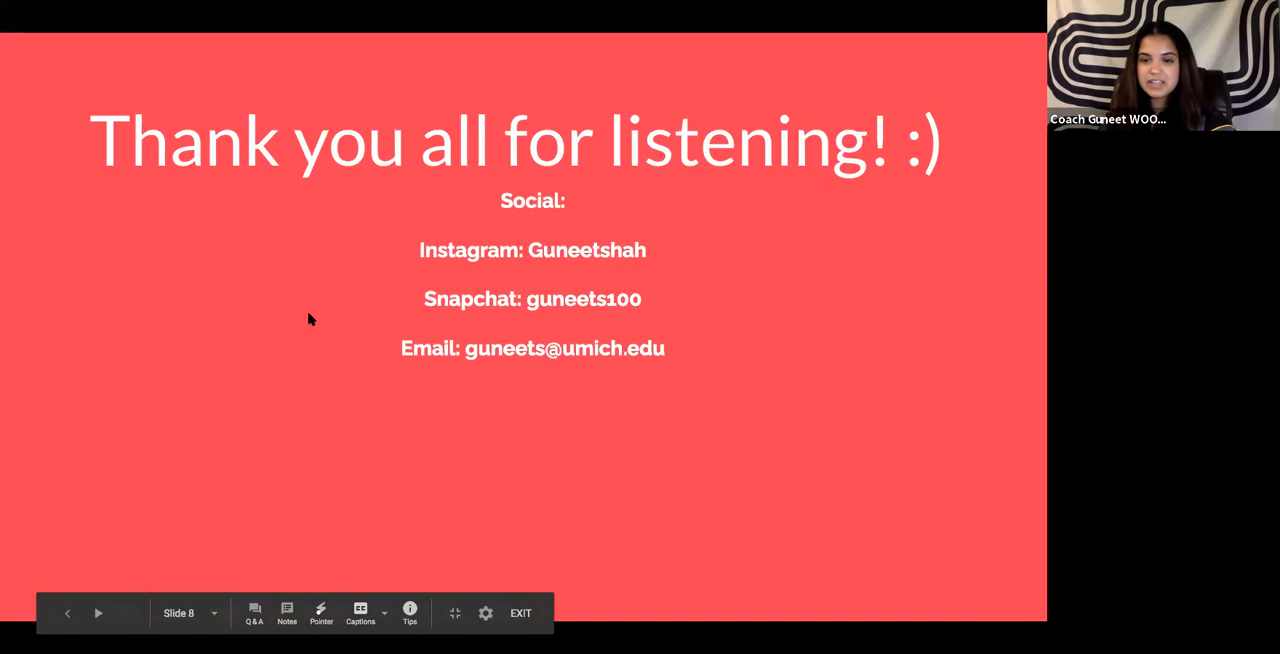 Thank you all for listening! :)
Social:
Instagram: Guneetshah
Snapchat: guneets100
Email: guneets@umich.edu
Coach Guneet WOO...
Slide 8
Q & A
Notes
Pointer
Captions
Tips
EXIT